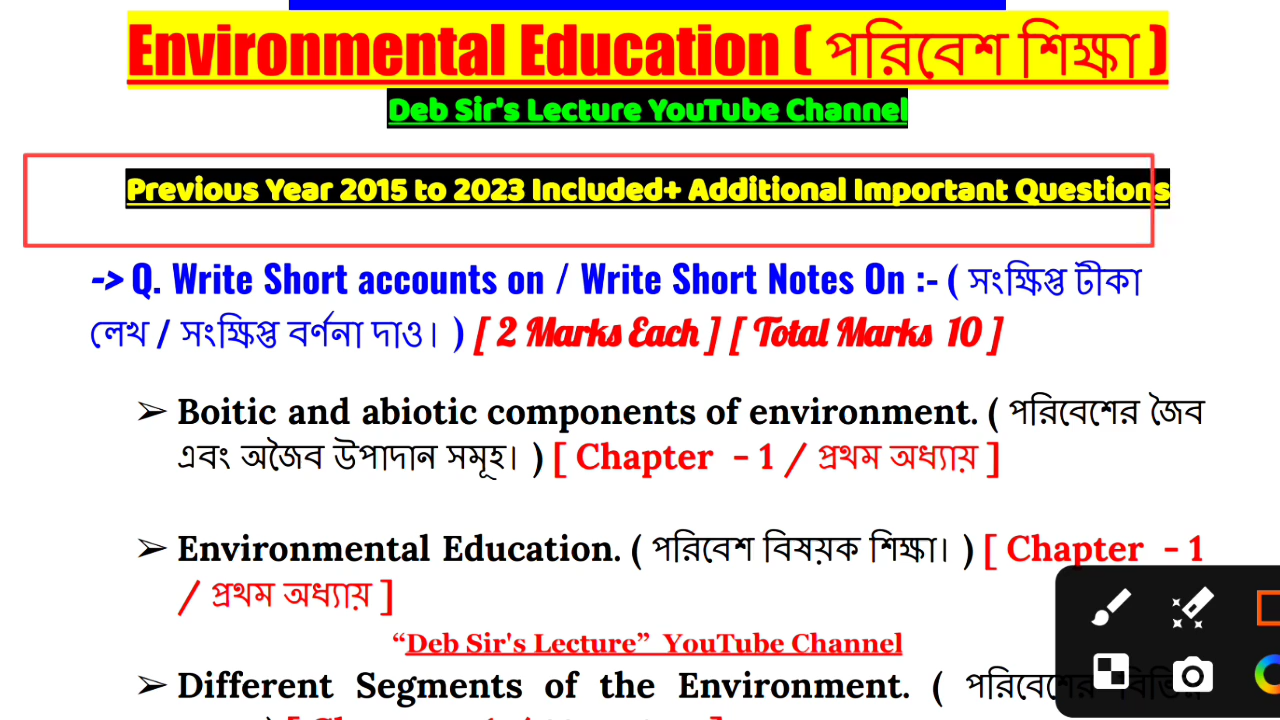 Environmental Education ( পরিবেশ শিক্ষা )
Deb Sir's Lecture YouTube Channel
Previous Year 2015 to 2023 Included+ Additional Important Questions
-> Q. Write Short accounts on / Write Short Notes On :- ( সংক্ষিপ্ত টীকা
লেখ / সংক্ষিপ্ত বর্ণনা দাও। ) [ 2 Marks Each ] [ Total Marks 10 ]
➢ Boitic and abiotic components of environment. ( পরিবেশের জৈব
এবং অজৈব উপাদান সমূহ। ) [ Chapter - 1 / প্রথম অধ্যায় ]
➢ Environmental Education. ( পরিবেশ বিষয়ক শিক্ষা। ) [ Chapter - 1
/ প্রথম অধ্যায় ]
“Deb Sir's Lecture” YouTube Channel
➢ Different Segments of the Environment. ( পরিবেশের বিভিন্ন